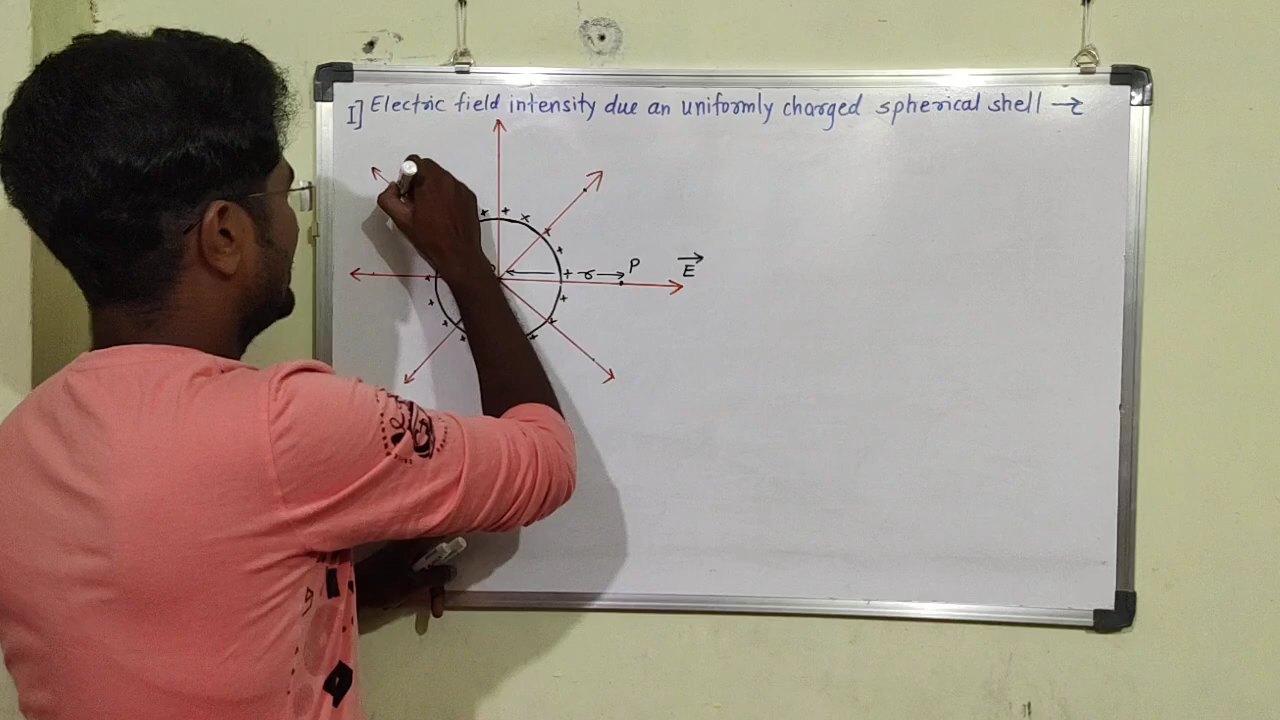 I] Electric field intensity due an uniformly charged spherical shell →
P
r
E